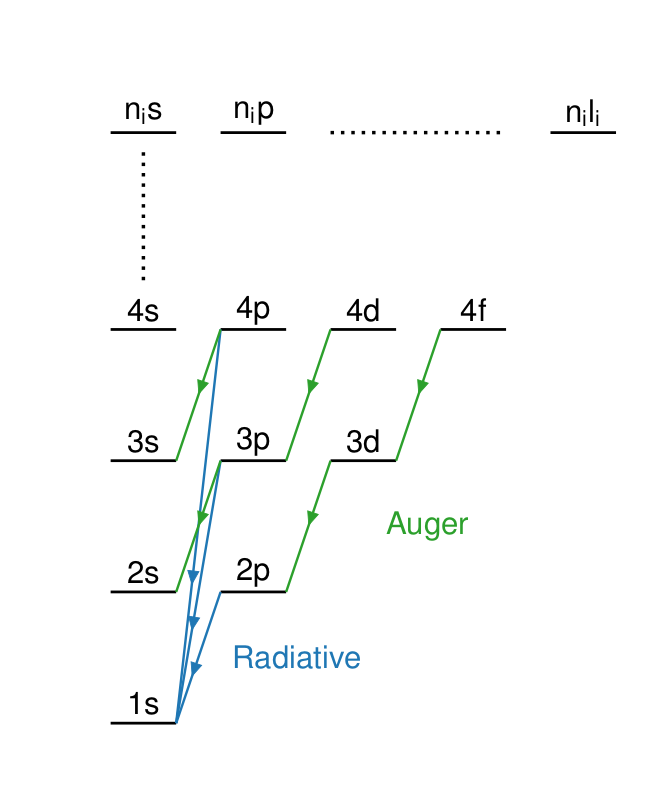 nᵢs nᵢp nᵢlᵢ
4s 4p 4d 4f
3s 3p 3d
Auger
2s 2p
Radiative
1s